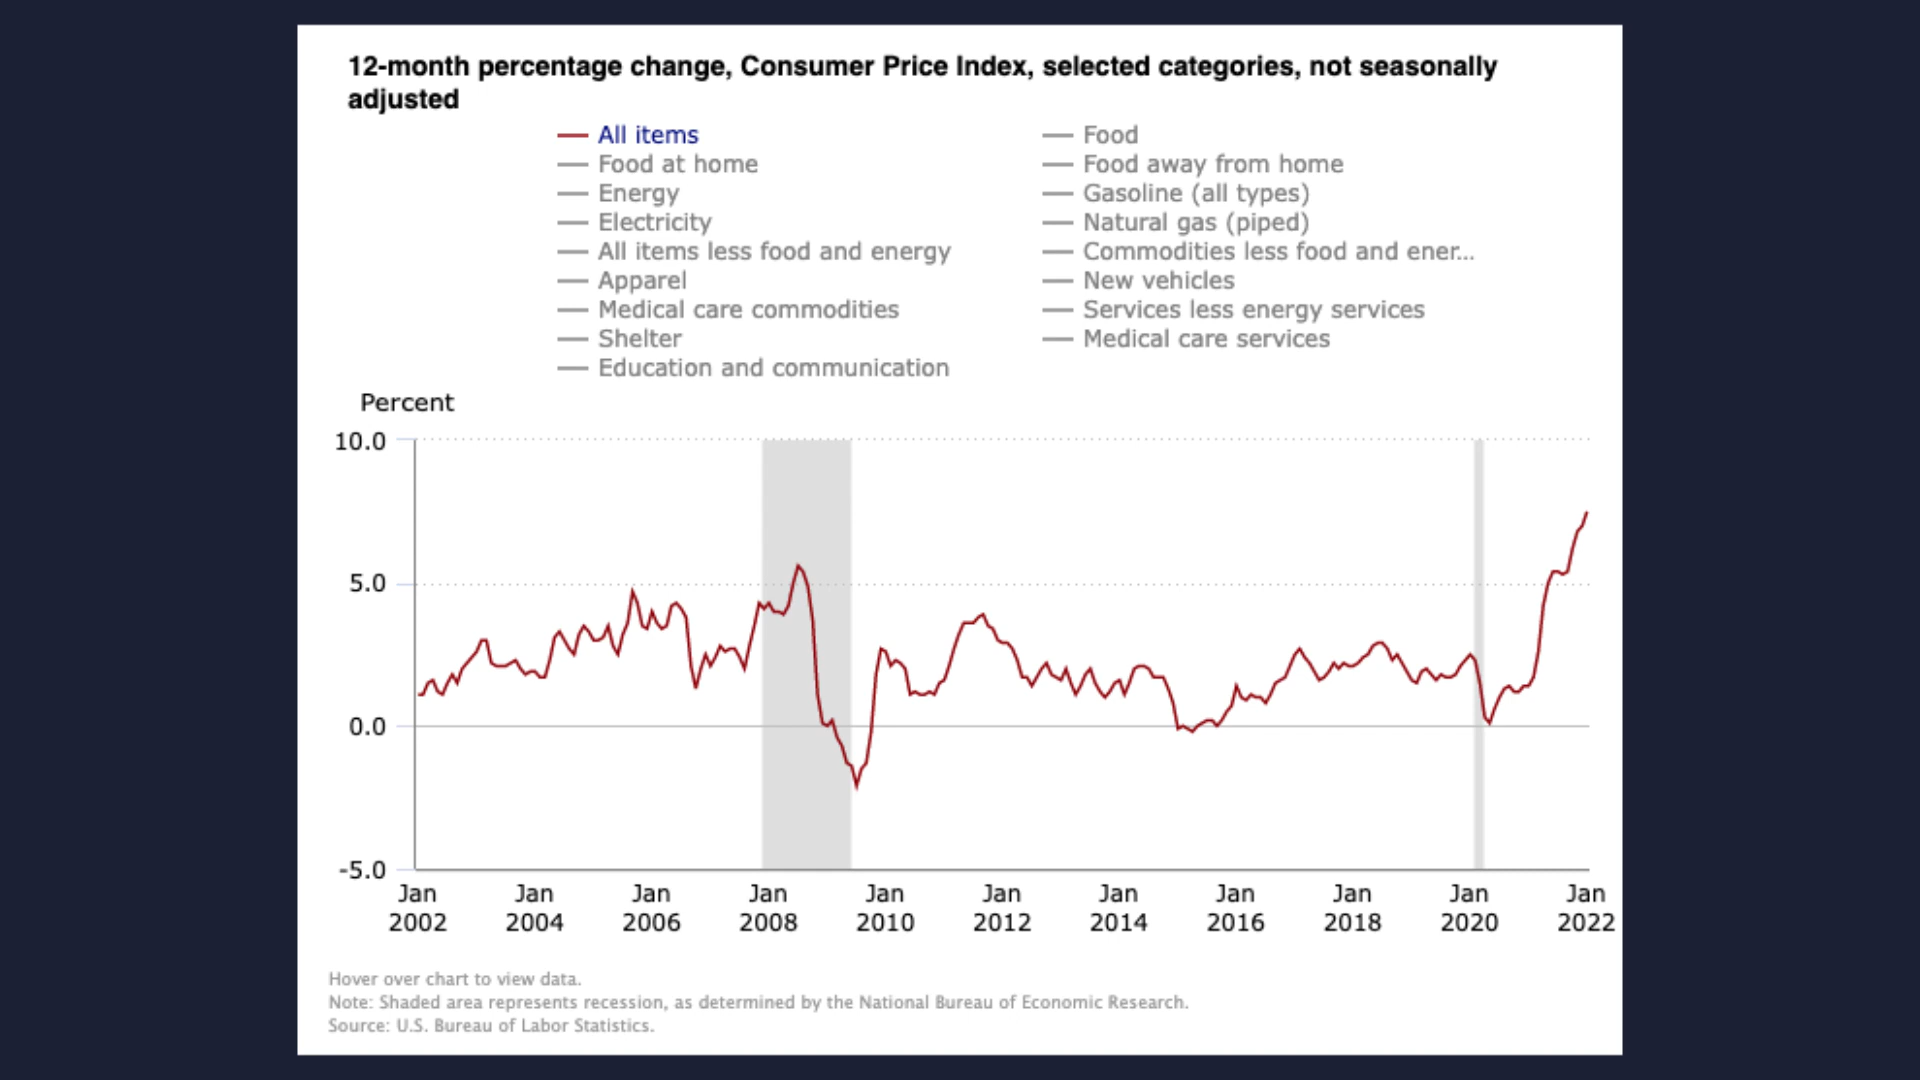 12-month percentage change, Consumer Price Index, selected categories, not seasonally
adjusted
All items
Food
Food at home
Food away from home
Energy
Gasoline (all types)
Electricity
Natural gas (piped)
All items less food and energy
Commodities less food and ener...
Apparel
New vehicles
Medical care commodities
Services less energy services
Shelter
Medical care services
Education and communication
Percent
10.0
5.0
0.0
-5.0
Jan 2002
Jan 2004
Jan 2006
Jan 2008
Jan 2010
Jan 2012
Jan 2014
Jan 2016
Jan 2018
Jan 2020
Jan 2022
Hover over chart to view data.
Note: Shaded area represents recession, as determined by the National Bureau of Economic Research.
Source: U.S. Bureau of Labor Statistics.